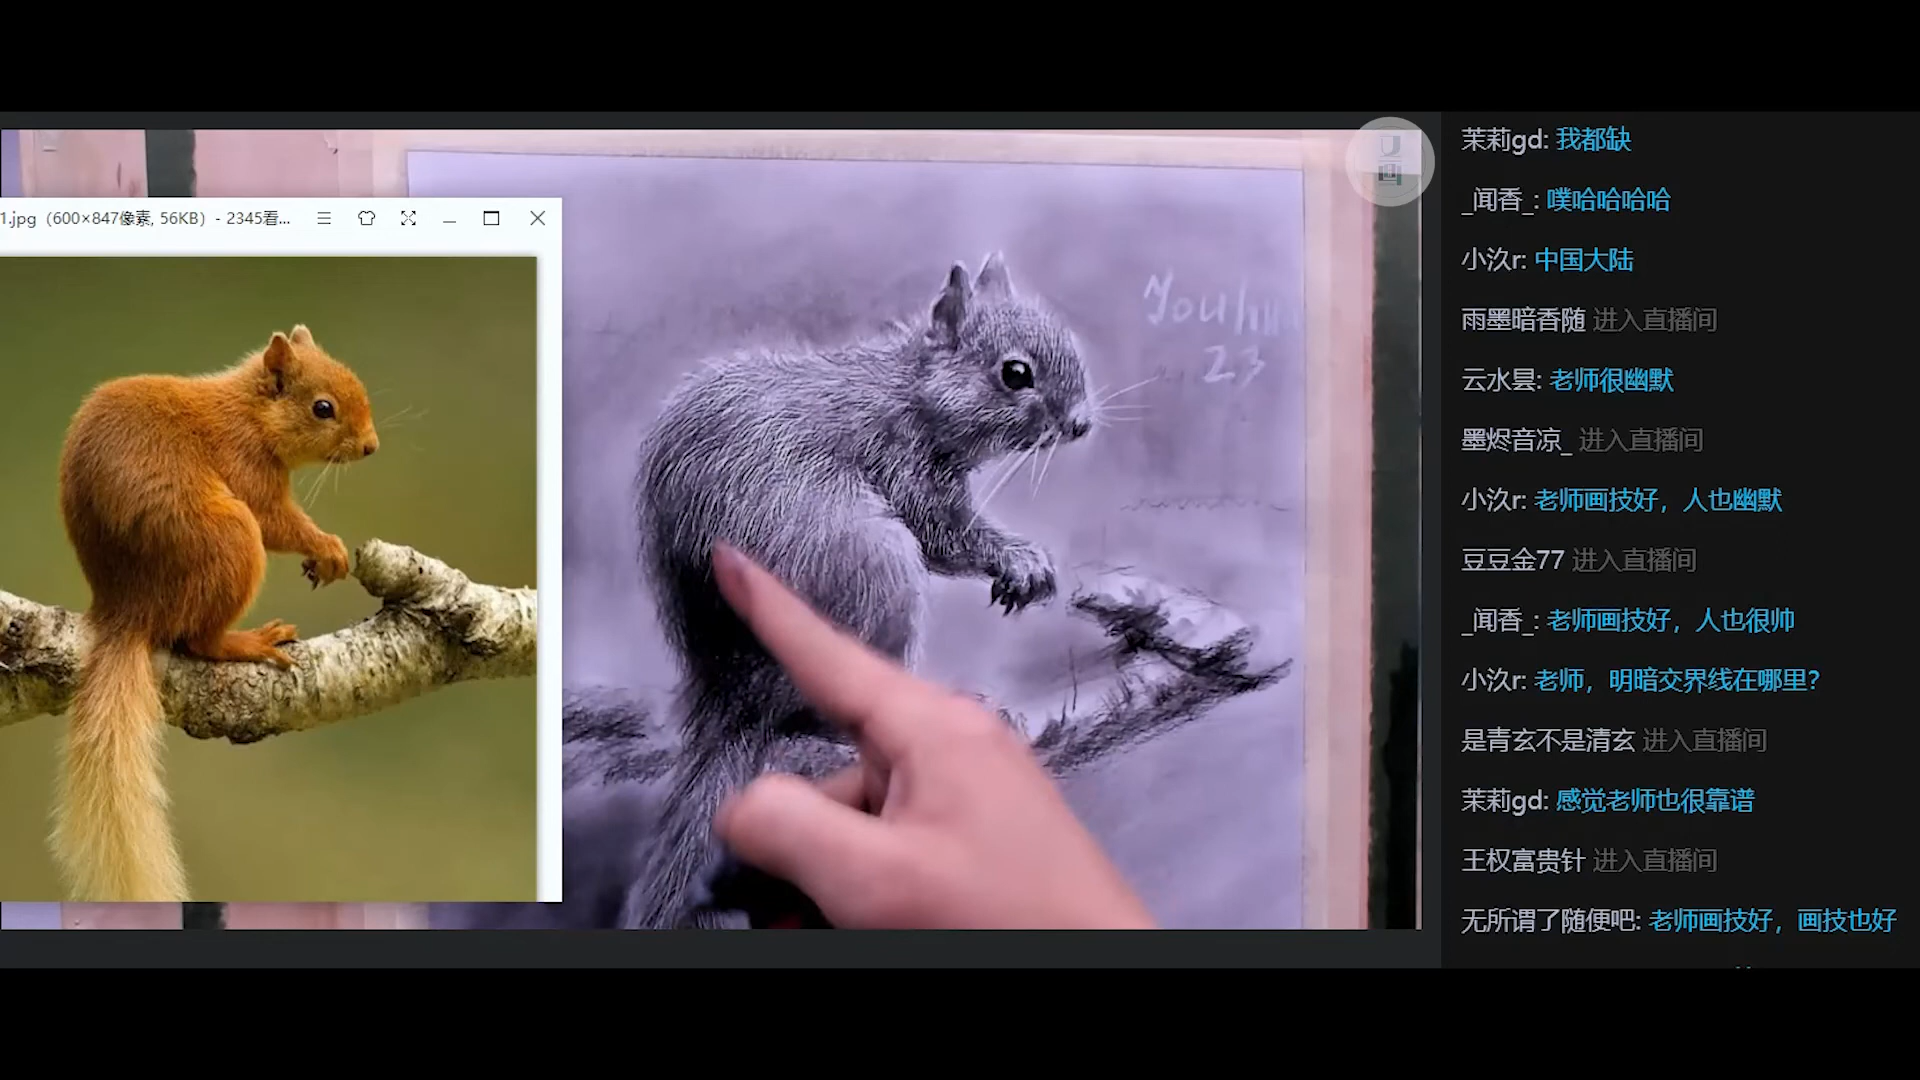 1.jpg（600×847像素, 56KB）- 2345看...
23
茉莉gd: 我都缺
_闻香_: 噗哈哈哈哈
小汣r: 中国大陆
雨墨暗香随 进入直播间
云水昙: 老师很幽默
墨烬音凉_ 进入直播间
小汣r: 老师画技好，人也幽默
豆豆金77 进入直播间
_闻香_: 老师画技好，人也很帅
小汣r: 老师，明暗交界线在哪里?
是青玄不是清玄 进入直播间
茉莉gd: 感觉老师也很靠谱
王权富贵针 进入直播间
无所谓了随便吧: 老师画技好，画技也好